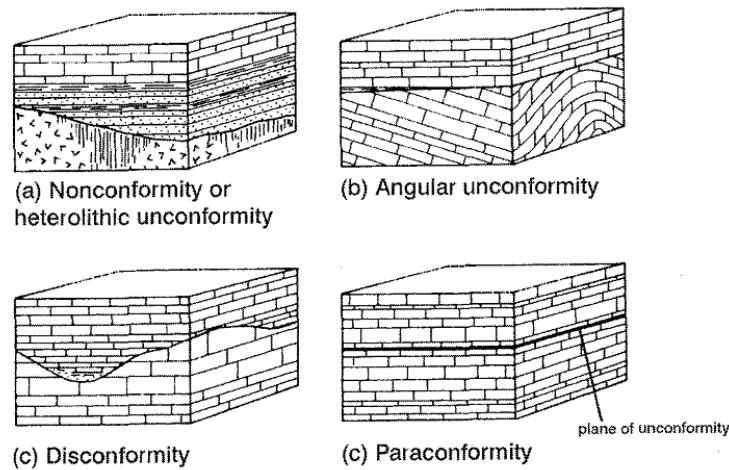 (a) Nonconformity or
heterolithic unconformity
(b) Angular unconformity
(c) Disconformity
(c) Paraconformity
plane of unconformity